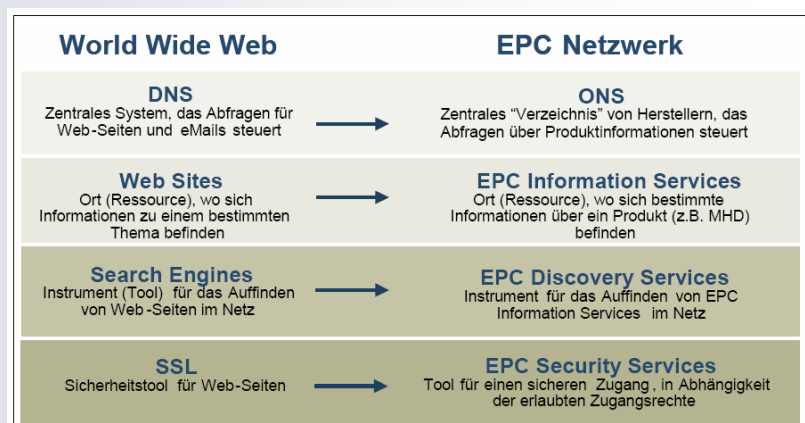 World Wide Web
EPC Netzwerk
DNS
Zentrales System, das Abfragen für
Web-Seiten und eMails steuert
ONS
Zentrales “Verzeichnis” von Herstellern, das
Abfragen über Produktinformationen steuert
Web Sites
Ort (Ressource), wo sich
Informationen zu einem bestimmten
Thema befinden
EPC Information Services
Ort (Ressource), wo sich bestimmte
Informationen über ein Produkt (z.B. MHD)
befinden
Search Engines
Instrument (Tool) für das Auffinden
von Web-Seiten im Netz
EPC Discovery Services
Instrument für das Auffinden von EPC
Information Services im Netz
SSL
Sicherheitstool für Web-Seiten
EPC Security Services
Tool für einen sicheren Zugang, in Abhängigkeit
der erlaubten Zugangsrechte